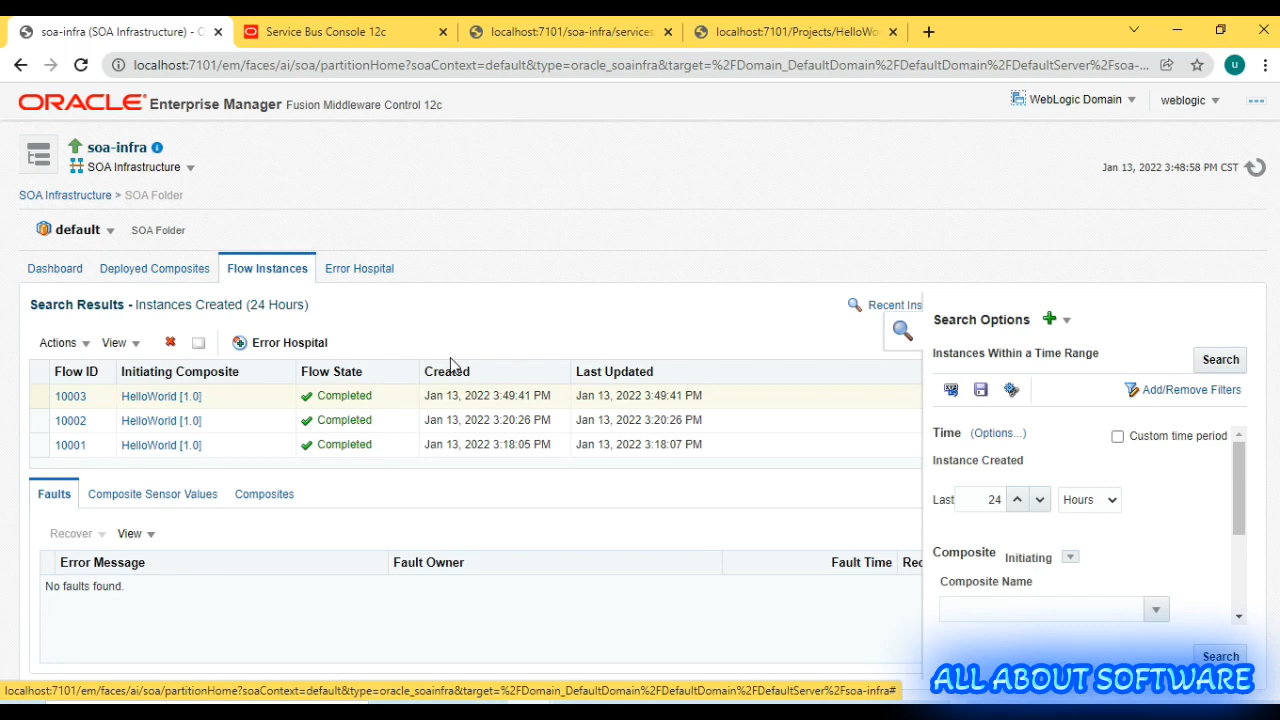 soa-infra (SOA Infrastructure) - O
Service Bus Console 12c
localhost:7101/soa-infra/services
localhost:7101/Projects/HelloWo
localhost:7101/em/faces/ai/soa/partitionHome?soaContext=default&type=oracle_soainfra&target=%2FDomain_DefaultDomain%2FDefaultDomain%2FDefaultServer%2Fsoa-...
u
ORACLE Enterprise Manager Fusion Middleware Control 12c
WebLogic Domain
weblogic
soa-infra
SOA Infrastructure
Jan 13, 2022 3:48:58 PM CST
SOA Infrastructure > SOA Folder
default SOA Folder
Dashboard Deployed Composites Flow Instances Error Hospital
Search Results - Instances Created (24 Hours)
Recent Ins
Actions View Error Hospital
Flow ID Initiating Composite Flow State Created Last Updated
10003 HelloWorld [1.0] Completed Jan 13, 2022 3:49:41 PM Jan 13, 2022 3:49:41 PM
10002 HelloWorld [1.0] Completed Jan 13, 2022 3:20:26 PM Jan 13, 2022 3:20:26 PM
10001 HelloWorld [1.0] Completed Jan 13, 2022 3:18:05 PM Jan 13, 2022 3:18:07 PM
Faults Composite Sensor Values Composites
Recover View
Error Message Fault Owner Fault Time Rec
No faults found.
Search Options
Instances Within a Time Range
Search
Add/Remove Filters
Time (Options...) Custom time period
Instance Created
Last 24 Hours
Composite Initiating
Composite Name
Search
ALL ABOUT SOFTWARE
localhost:7101/em/faces/ai/soa/partitionHome?soaContext=default&type=oracle_soainfra&target=%2FDomain_DefaultDomain%2FDefaultDomain%2FDefaultServer%2Fsoa-infra#